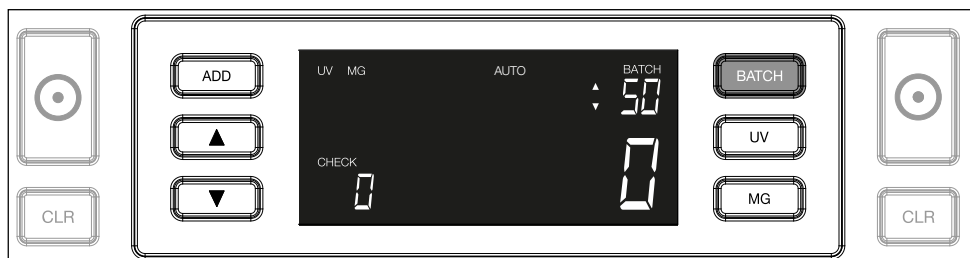 ADD
UV MG AUTO BATCH
50
CHECK
0
0
BATCH
UV
MG
CLR
CLR